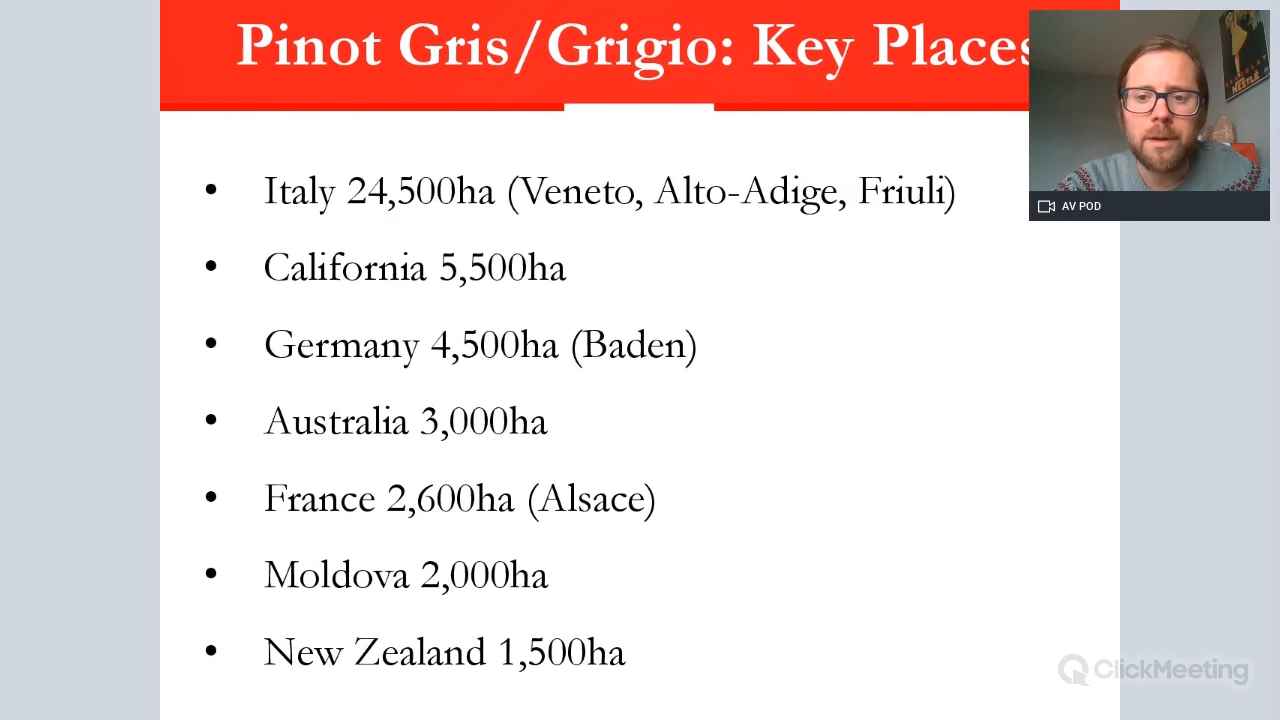 Pinot Gris/Grigio: Key Places
• Italy 24,500ha (Veneto, Alto-Adige, Friuli)
• California 5,500ha
• Germany 4,500ha (Baden)
• Australia 3,000ha
• France 2,600ha (Alsace)
• Moldova 2,000ha
• New Zealand 1,500ha
NESTLÉ
AV POD
ClickMeeting